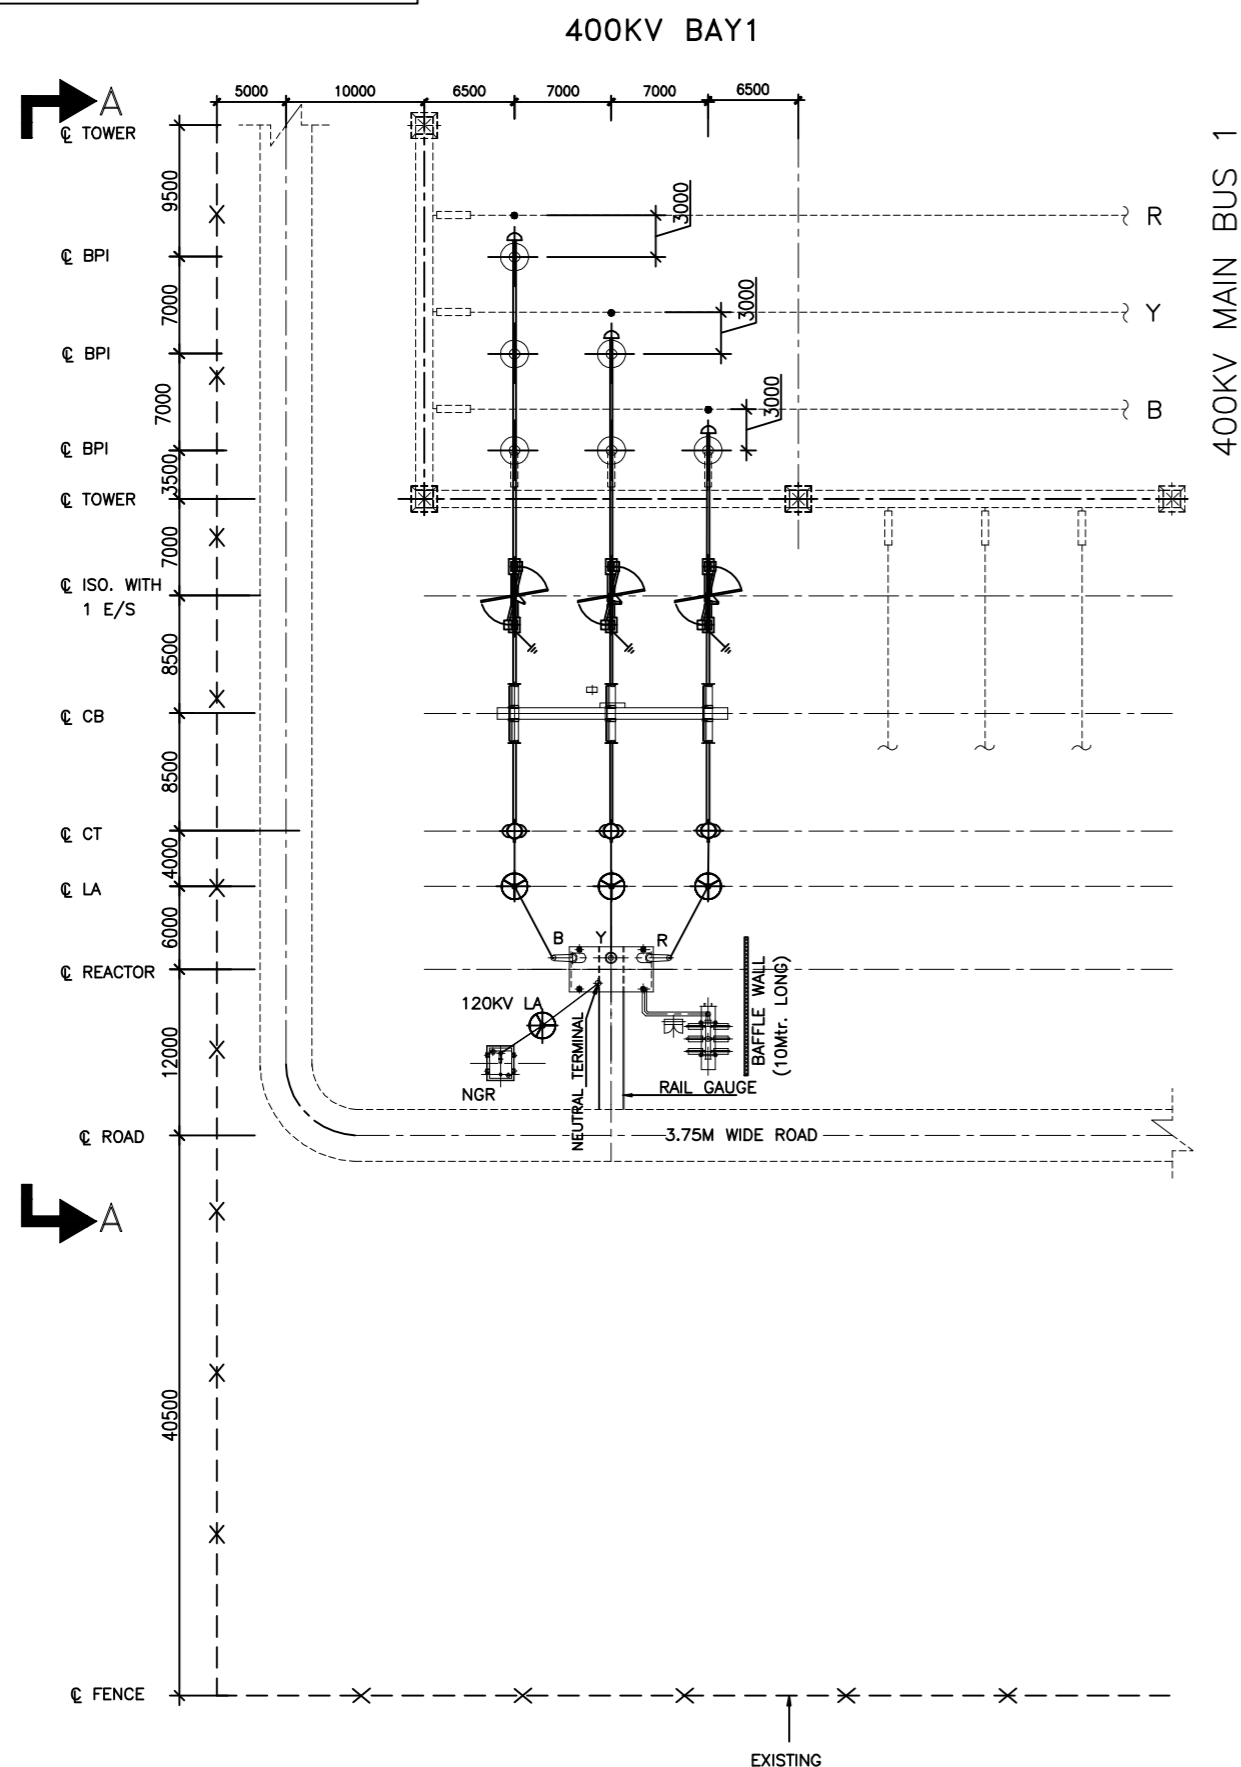 400KV BAY1
A
5000
10000
6500
7000
7000
6500
℄ TOWER
9500
3000
R
℄ BPI
7000
3000
Y
℄ BPI
7000
3000
B
400KV MAIN BUS 1
℄ BPI
3500
℄ TOWER
7000
℄ ISO. WITH
1 E/S
8500
℄ CB
8500
℄ CT
4000
℄ LA
6000
B
Y
R
℄ REACTOR
BAFFLE WALL
(10Mtr. LONG)
120KV LA
NEUTRAL TERMINAL
12000
NGR
RAIL GAUGE
℄ ROAD
3.75M WIDE ROAD
A
40500
℄ FENCE
EXISTING